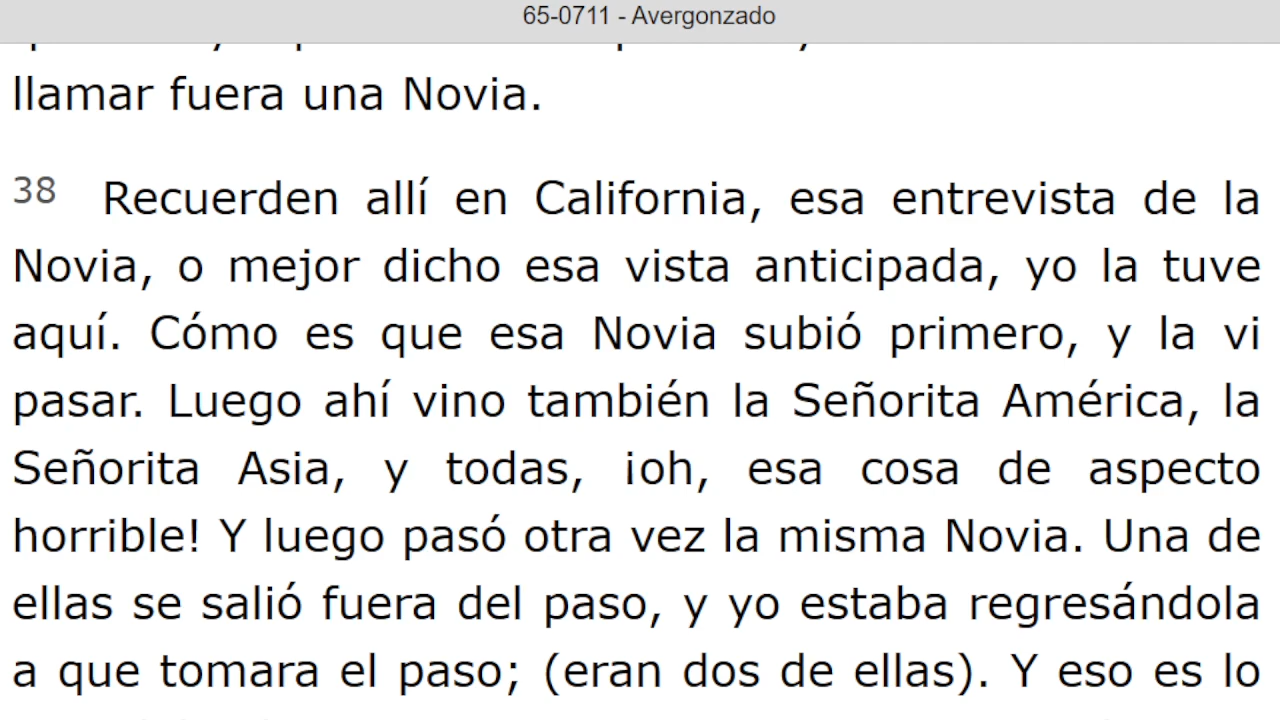 65-0711 - Avergonzado
llamar fuera una Novia.
38 Recuerden allí en California, esa entrevista de la
Novia, o mejor dicho esa vista anticipada, yo la tuve
aquí. Cómo es que esa Novia subió primero, y la vi
pasar. Luego ahí vino también la Señorita América, la
Señorita Asia, y todas, ¡oh, esa cosa de aspecto
horrible! Y luego pasó otra vez la misma Novia. Una de
ellas se salió fuera del paso, y yo estaba regresándola
a que tomara el paso; (eran dos de ellas). Y eso es lo